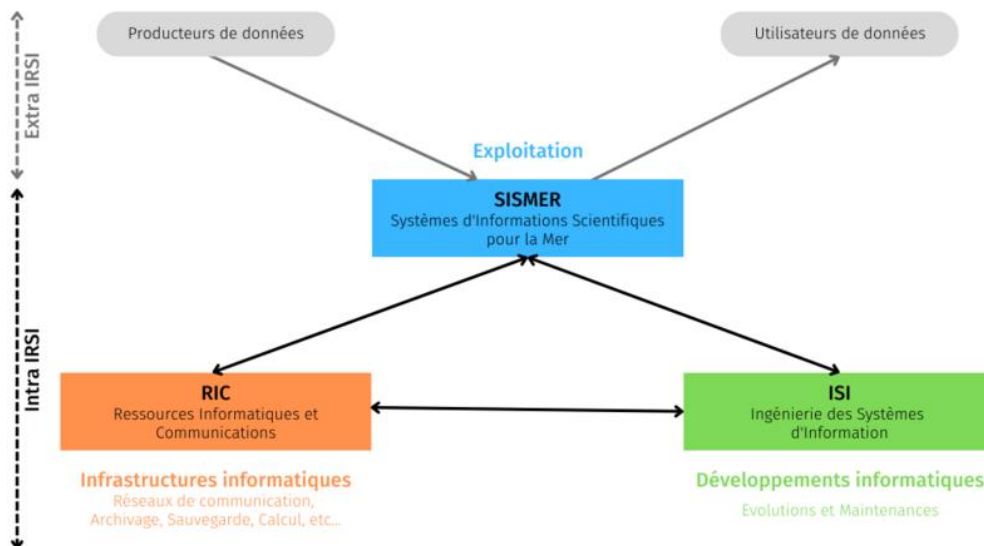 Producteurs de données
Utilisateurs de données
Extra IRSI
Exploitation
SISMER
Systèmes d'Informations Scientifiques
pour la Mer
Intra IRSI
RIC
Ressources Informatiques et
Communications
ISI
Ingénierie des Systèmes
d'Information
Infrastructures informatiques
Réseaux de communication,
Archivage, Sauvegarde, Calcul, etc...
Développements informatiques
Evolutions et Maintenances